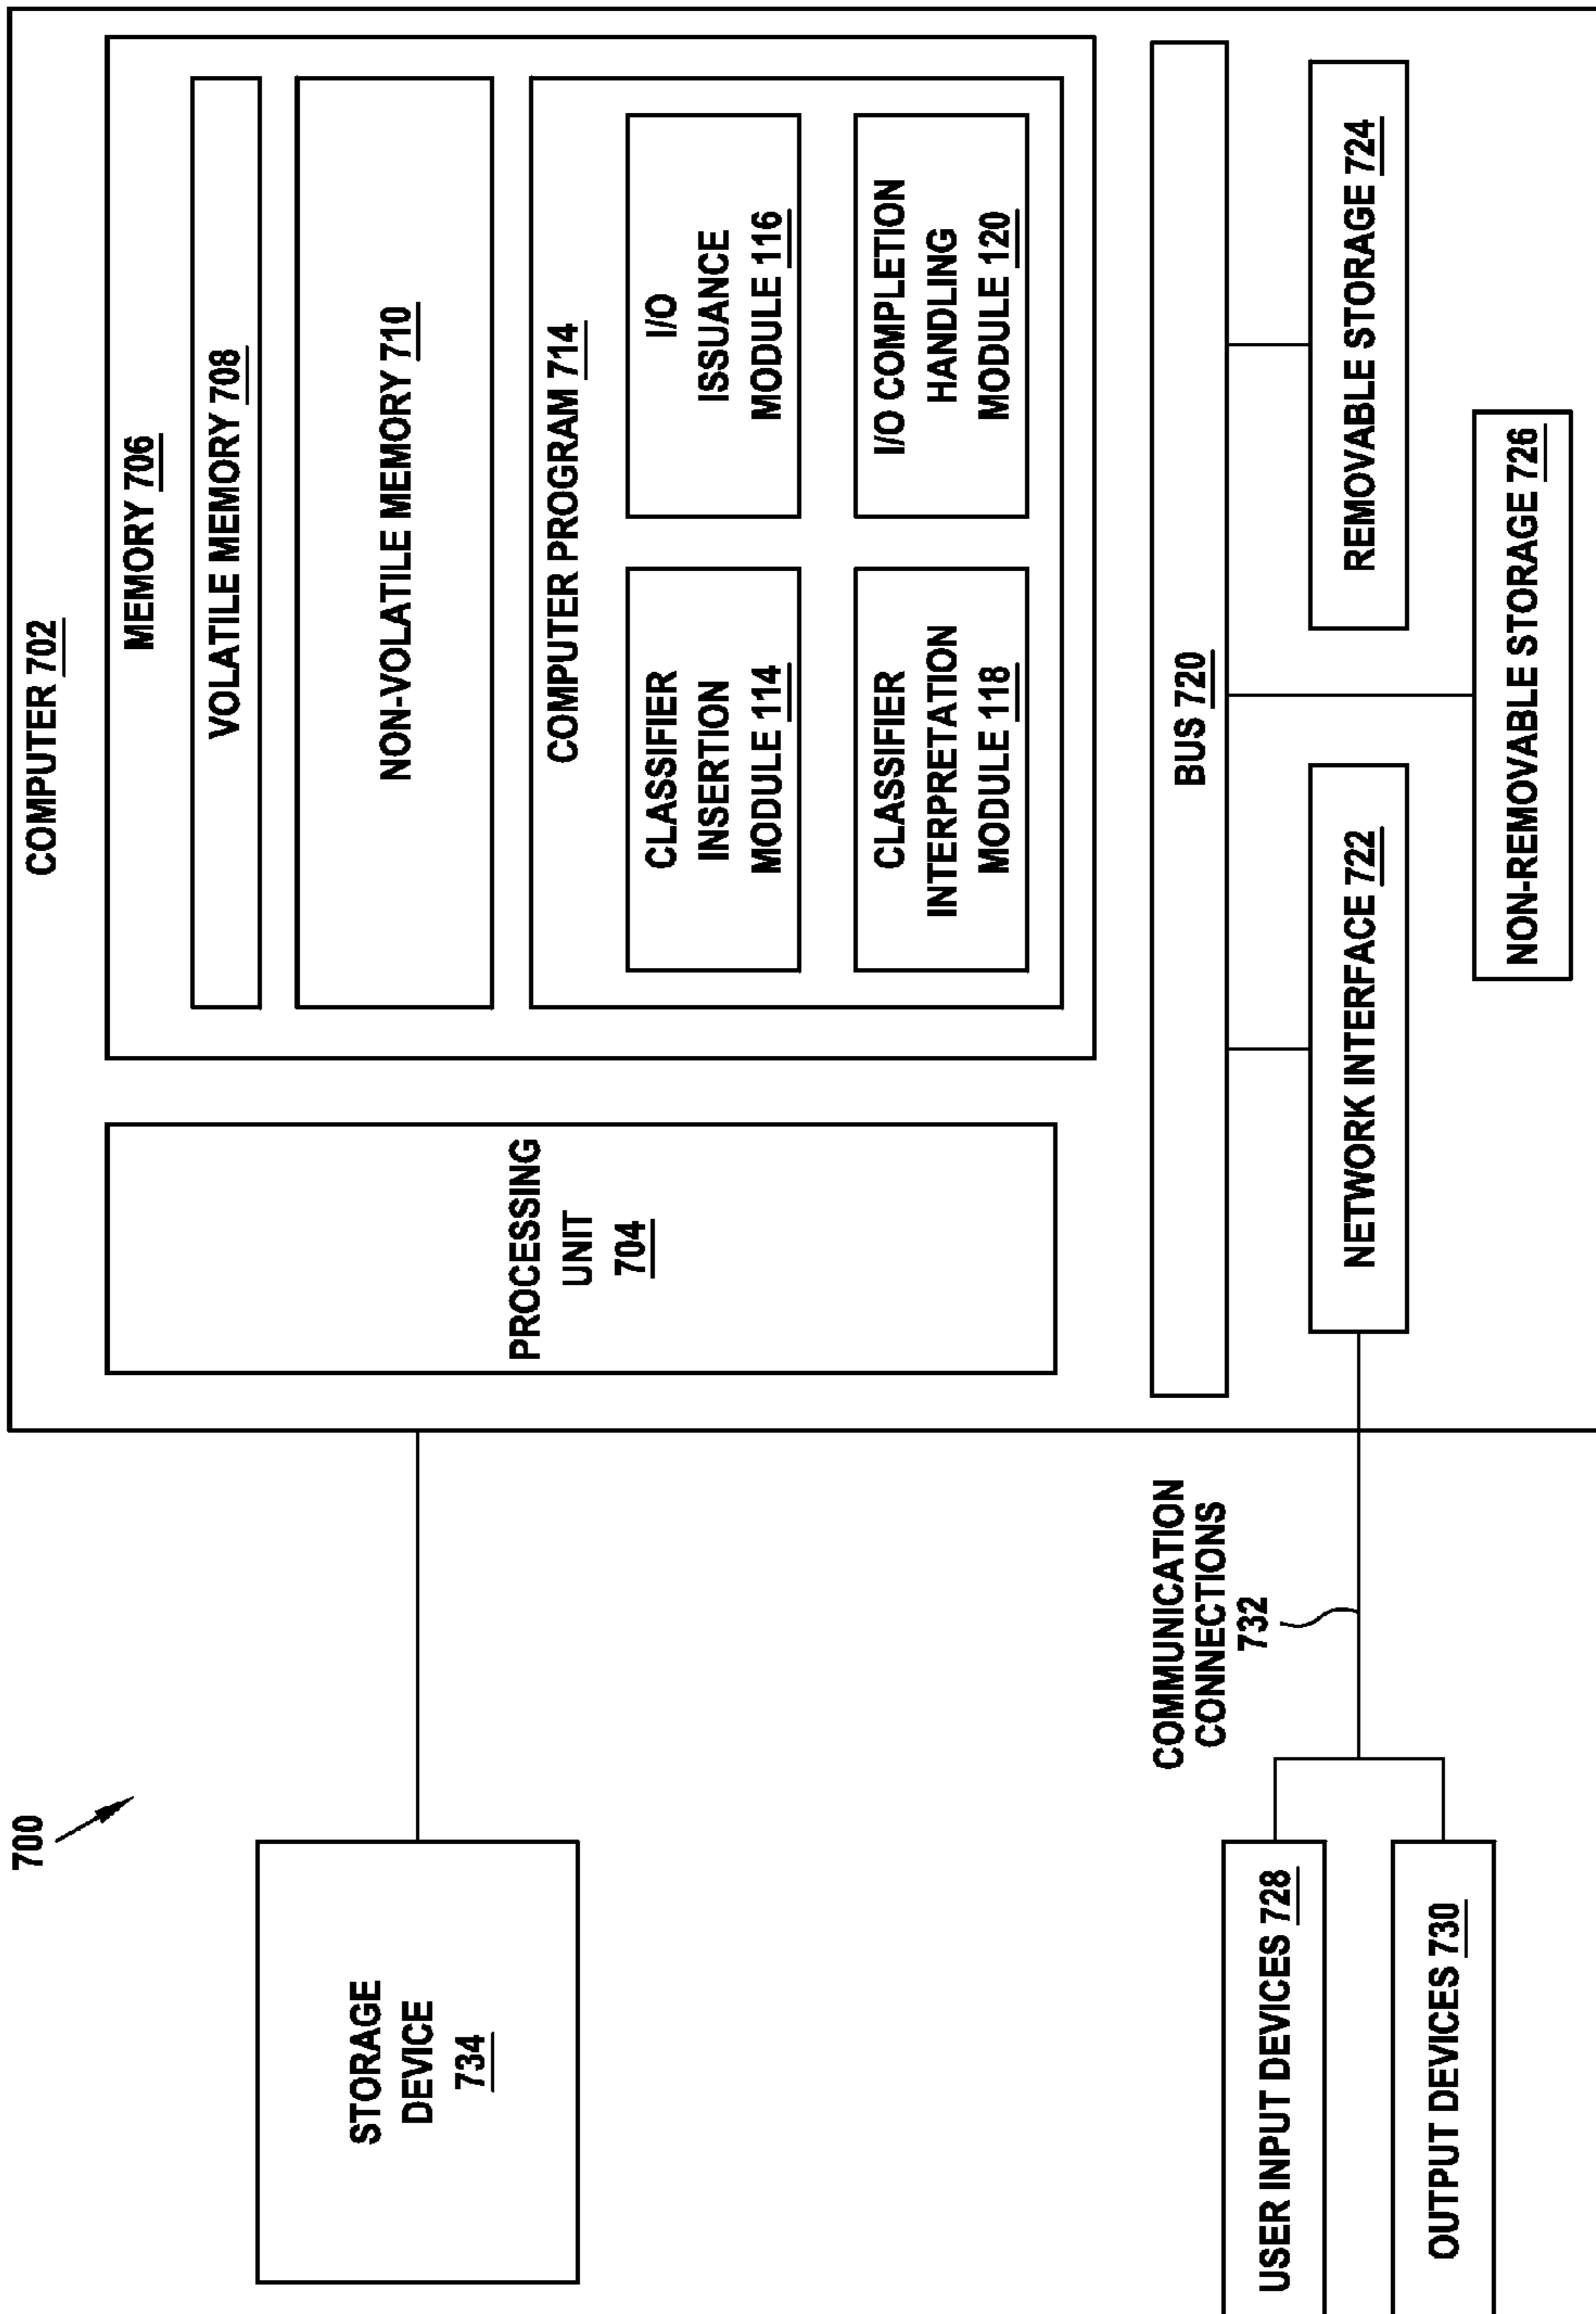 700
COMPUTER 702
STORAGE
DEVICE
734
PROCESSING
UNIT
704
MEMORY 706
VOLATILE MEMORY 708
NON-VOLATILE MEMORY 710
COMPUTER PROGRAM 714
CLASSIFIER
INSERTION
MODULE 114
I/O
ISSUANCE
MODULE 116
CLASSIFIER
INTERPRETATION
MODULE 118
I/O COMPLETION
HANDLING
MODULE 120
COMMUNICATION
CONNECTIONS
732
BUS 720
USER INPUT DEVICES 728
OUTPUT DEVICES 730
NETWORK INTERFACE 722
REMOVABLE STORAGE 724
NON-REMOVABLE STORAGE 726